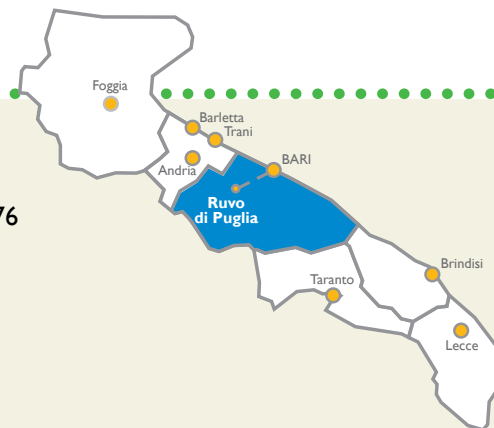 Foggia
Barletta
Trani
Andria
BARI
Ruvo
di Puglia
76
Brindisi
Taranto
Lecce